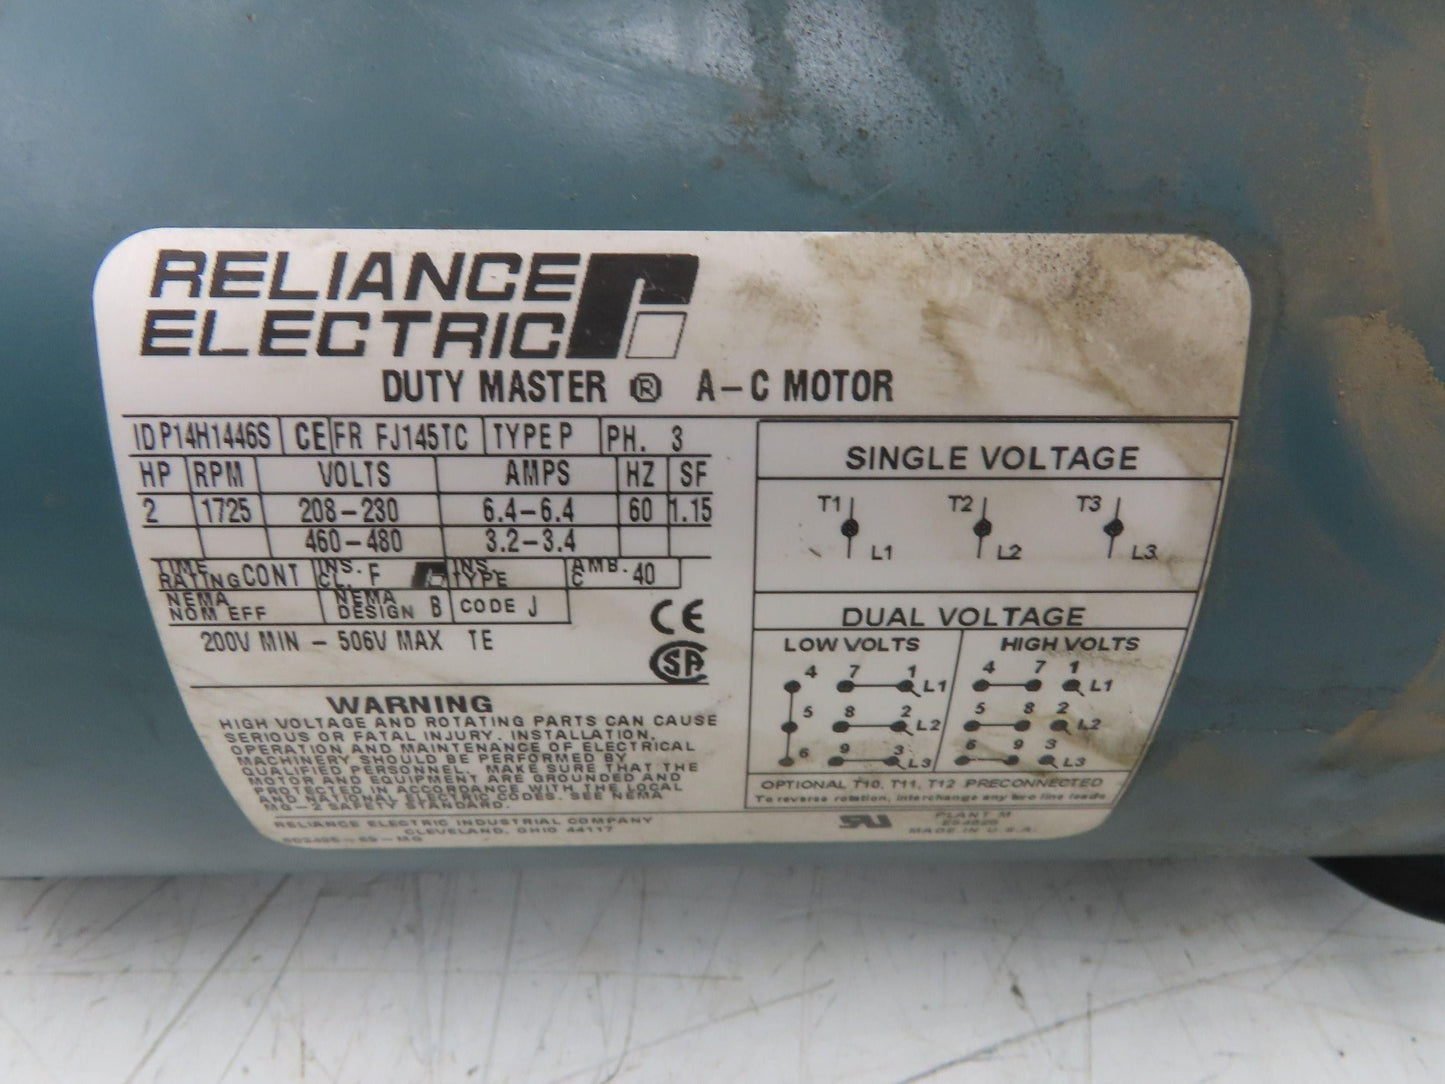 RELIANCE
ELECTRIC
DUTY MASTER ® A-C MOTOR
ID P14H1446S CE FR FJ145TC TYPE P PH. 3
HP RPM VOLTS AMPS HZ SF
2 1725 208-230 6.4-6.4 60 1.15
460-480 3.2-3.4
TIME RATING CONT INS. CL. F INS. TYPE AMB. C 40
NEMA NOM EFF NEMA DESIGN B CODE J
200V MIN - 506V MAX TE
CE
CSA
WARNING
HIGH VOLTAGE AND ROTATING PARTS CAN CAUSE
SERIOUS OR FATAL INJURY. INSTALLATION,
OPERATION AND MAINTENANCE OF ELECTRICAL
MACHINERY SHOULD BE PERFORMED BY
QUALIFIED PERSONNEL. MAKE SURE THAT THE
MOTOR AND EQUIPMENT ARE GROUNDED AND
PROTECTED IN ACCORDANCE WITH THE LOCAL
AND NATIONAL ELECTRIC CODES. SEE NEMA
MG-2 SAFETY STANDARD.
RELIANCE ELECTRIC INDUSTRIAL COMPANY
CLEVELAND, OHIO 44117
SINGLE VOLTAGE
T1 T2 T3
L1 L2 L3
DUAL VOLTAGE
LOW VOLTS
4 7 1 L1
5 8 2 L2
6 9 3 L3
HIGH VOLTS
4 7 1 L1
5 8 2 L2
6 9 3 L3
OPTIONAL T10, T11, T12 PRECONNECTED
To reverse rotation, interchange any two line leads
PLANT M
MADE IN U.S.A.